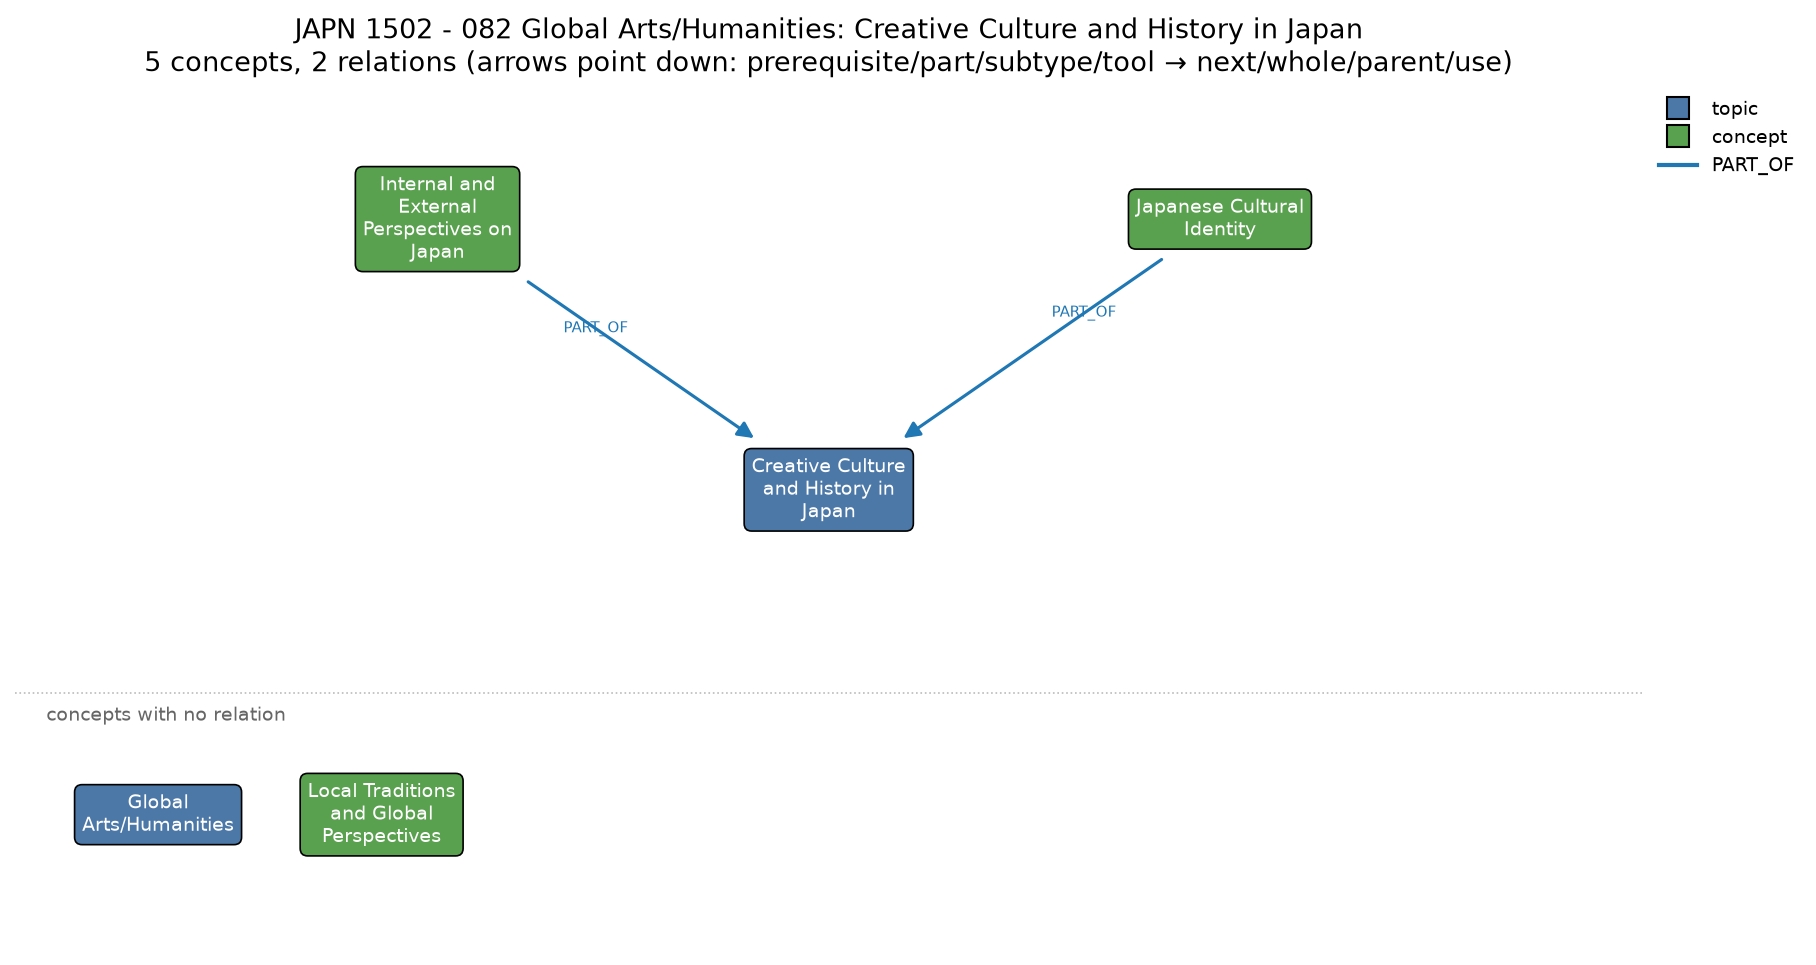 JAPN 1502 - 082 Global Arts/Humanities: Creative Culture and History in Japan
5 concepts, 2 relations (arrows point down: prerequisite/part/subtype/tool → next/whole/parent/use)
topic
concept
PART_OF
Internal and
External
Perspectives on
Japan
Japanese Cultural
Identity
PART_OF
PART_OF
Creative Culture
and History in
Japan
concepts with no relation
Global
Arts/Humanities
Local Traditions
and Global
Perspectives